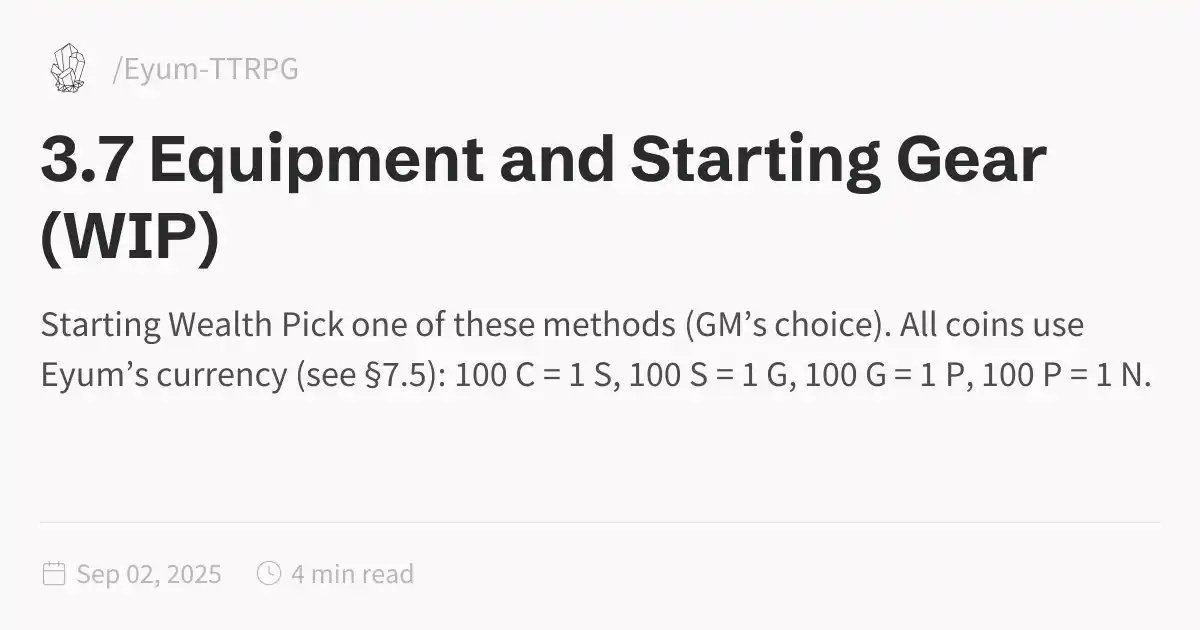 /Eyum-TTRPG
3.7 Equipment and Starting Gear
(WIP)
Starting Wealth Pick one of these methods (GM’s choice). All coins use
Eyum’s currency (see §7.5): 100 C = 1 S, 100 S = 1 G, 100 G = 1 P, 100 P = 1 N.
Sep 02, 2025 4 min read